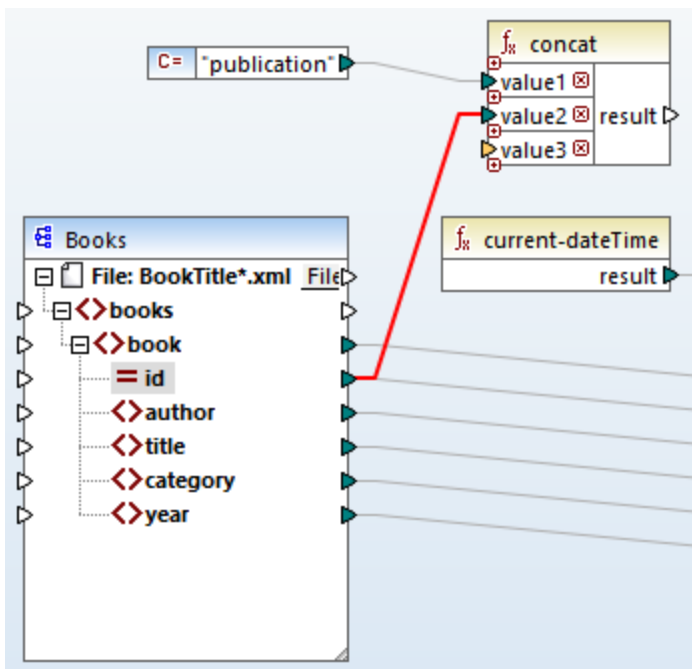 concat
C= "publication"
value1
value2 result
value3
Books
current-dateTime
File: BookTitle*.xml File
result
books
book
= id
author
title
category
year